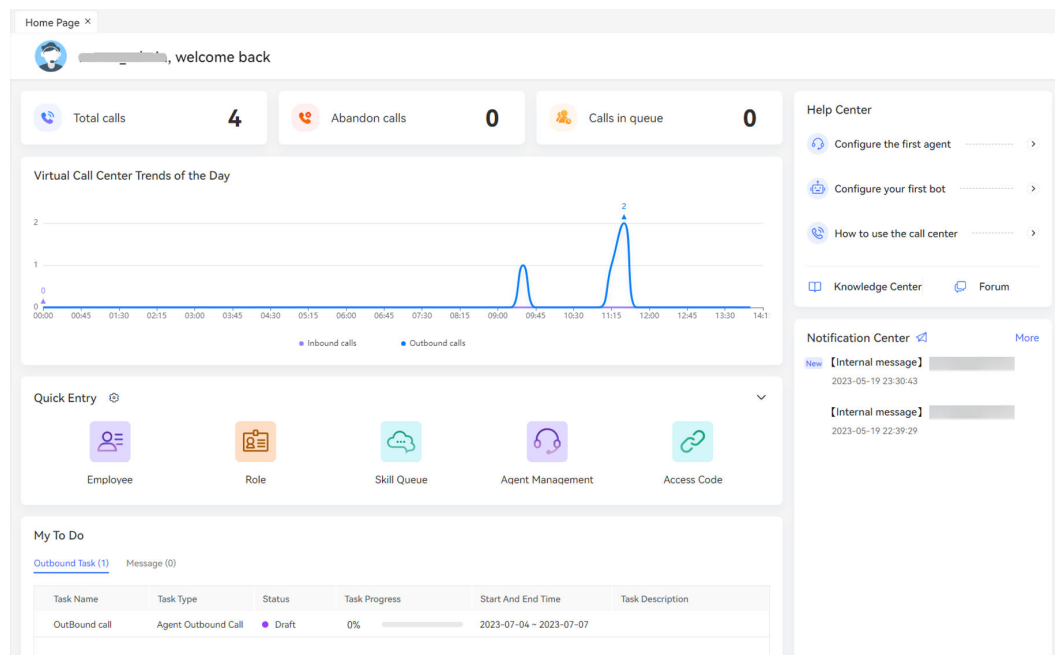 Home Page ×
, welcome back
Total calls 4
Abandon calls 0
Calls in queue 0
Virtual Call Center Trends of the Day
2
2
1
0
0
00:00 00:45 01:30 02:15 03:00 03:45 04:30 05:15 06:00 06:45 07:30 08:15 09:00 09:45 10:30 11:15 12:00 12:45 13:30 14:1
Inbound calls Outbound calls
Quick Entry
Employee Role Skill Queue Agent Management Access Code
My To Do
Outbound Task (1) Message (0)
Task Name Task Type Status Task Progress Start And End Time Task Description
OutBound call Agent Outbound Call Draft 0% 2023-07-04 ~ 2023-07-07
Help Center
Configure the first agent
Configure your first bot
How to use the call center
Knowledge Center Forum
Notification Center More
New 【Internal message】
2023-05-19 23:30:43
【Internal message】
2023-05-19 22:39:29